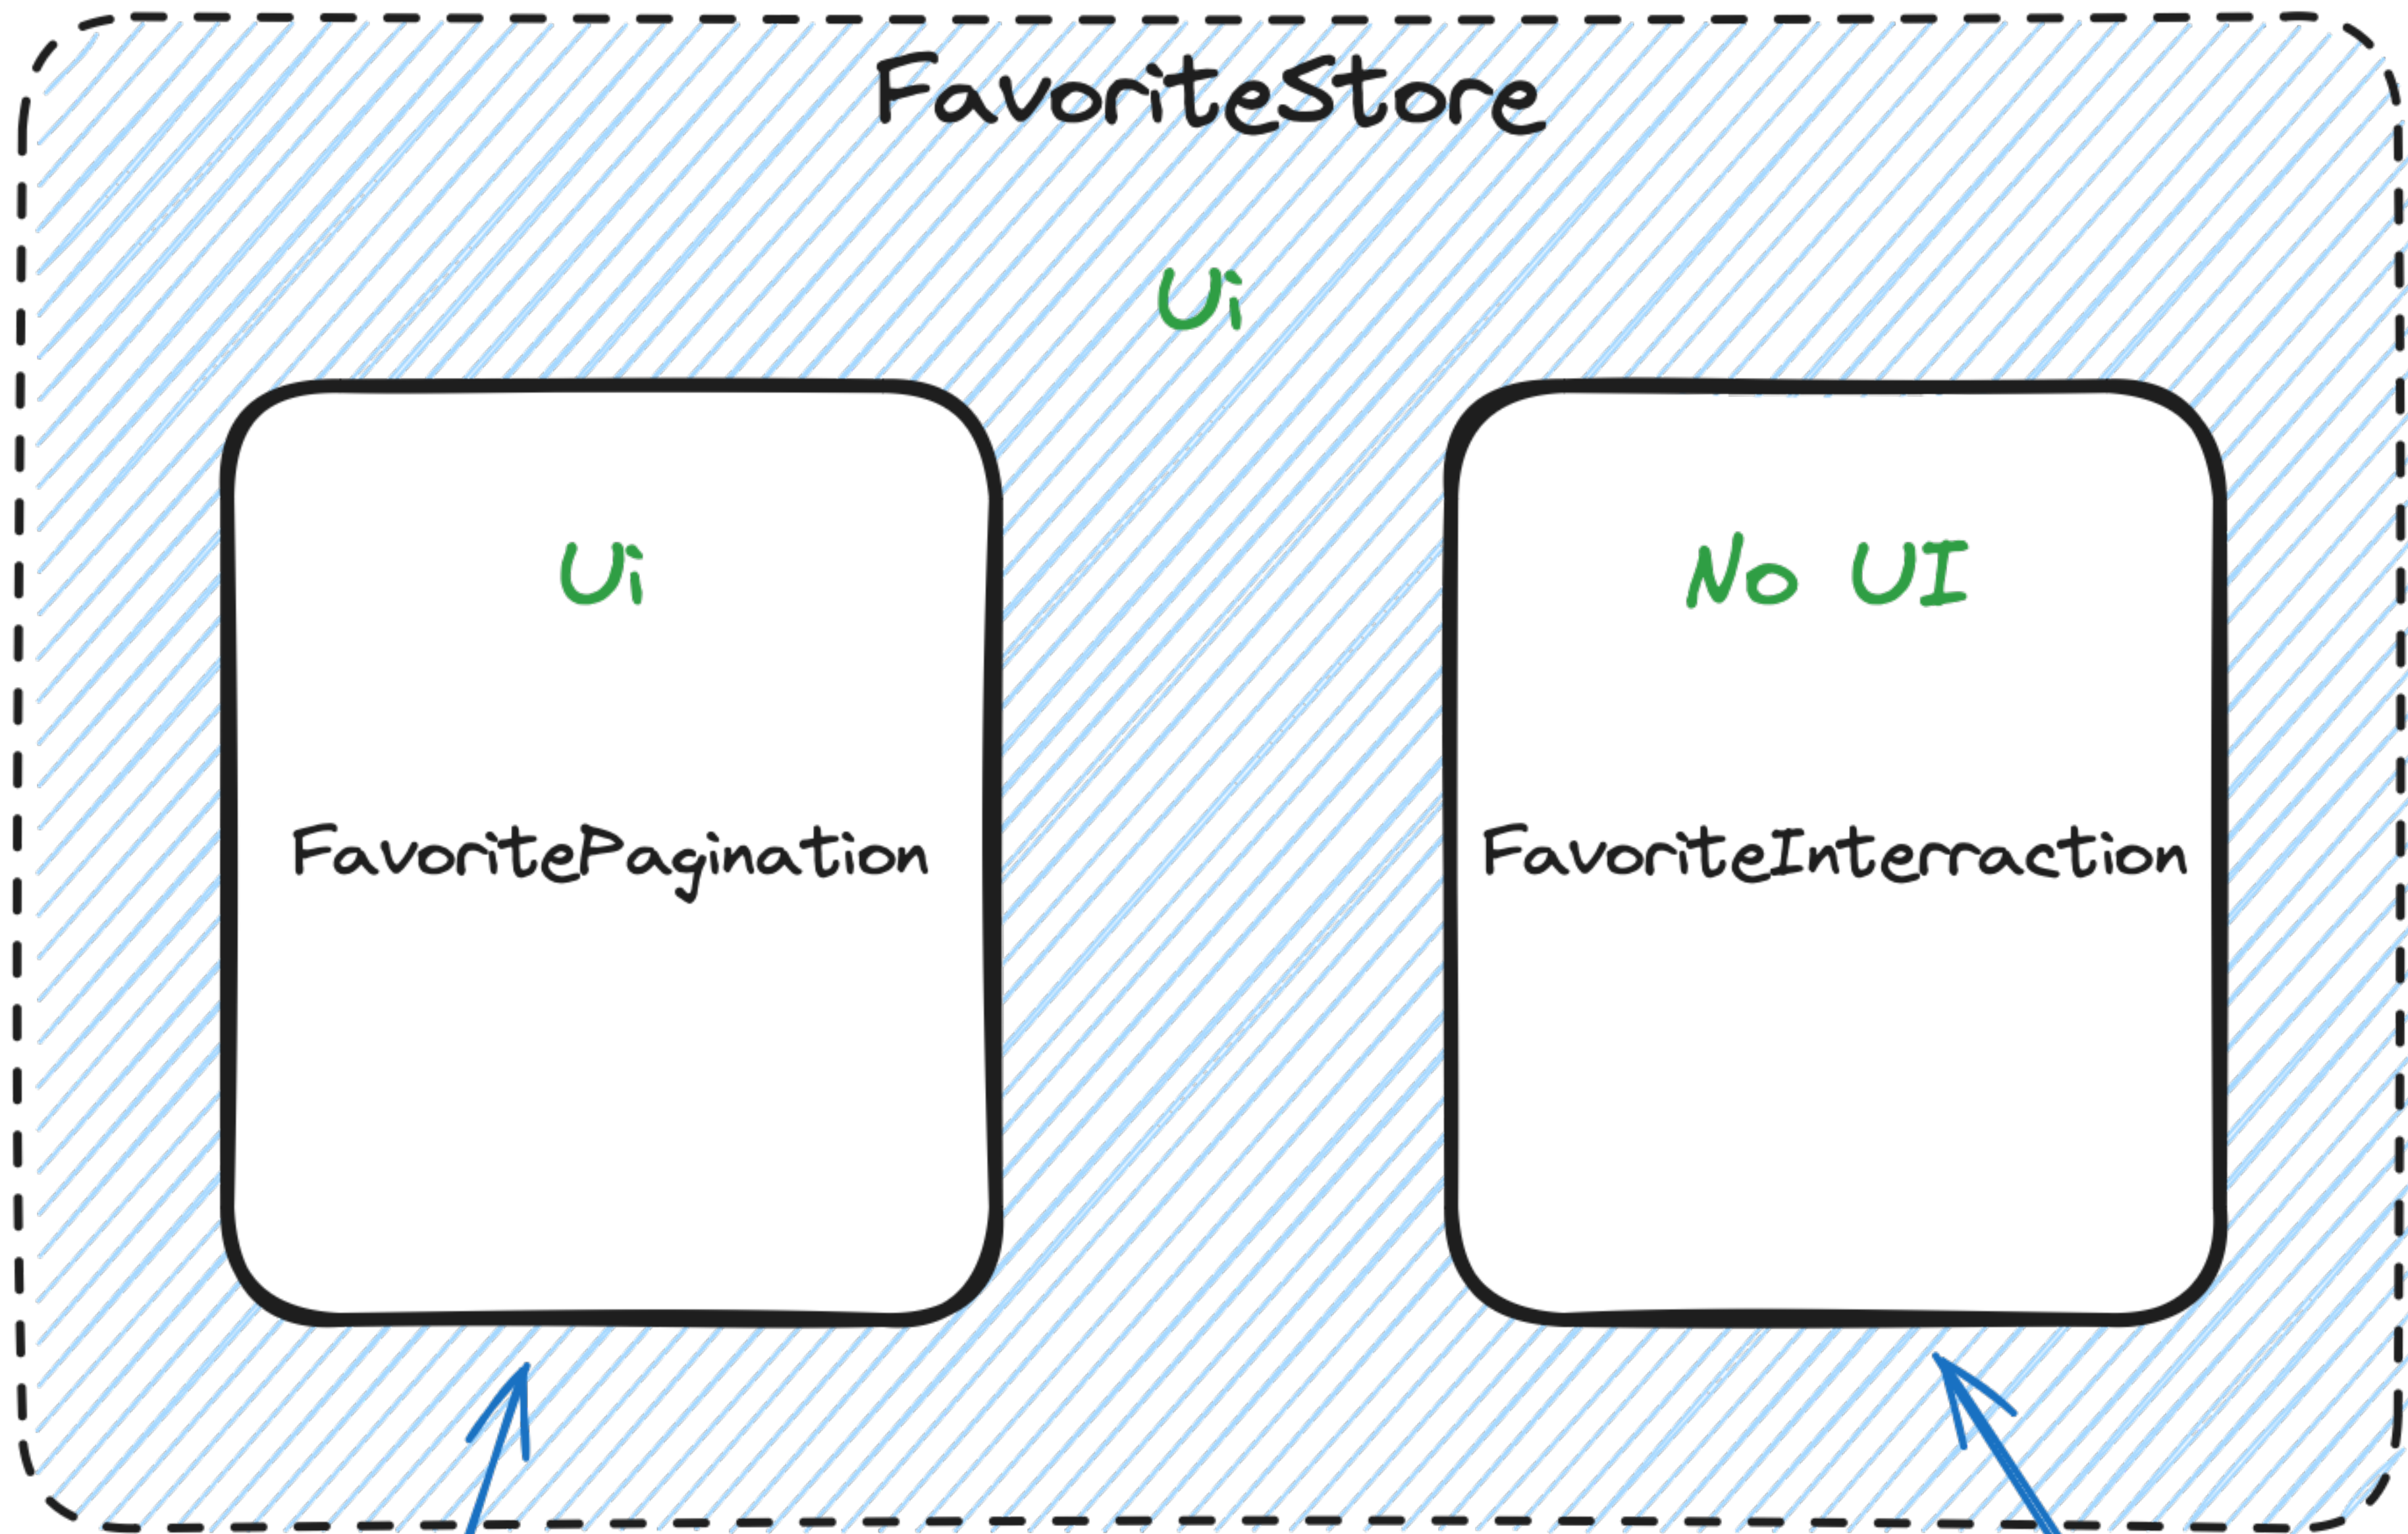 FavoriteStore
Ui
Ui
No UI
FavoritePagination
FavoriteInterraction